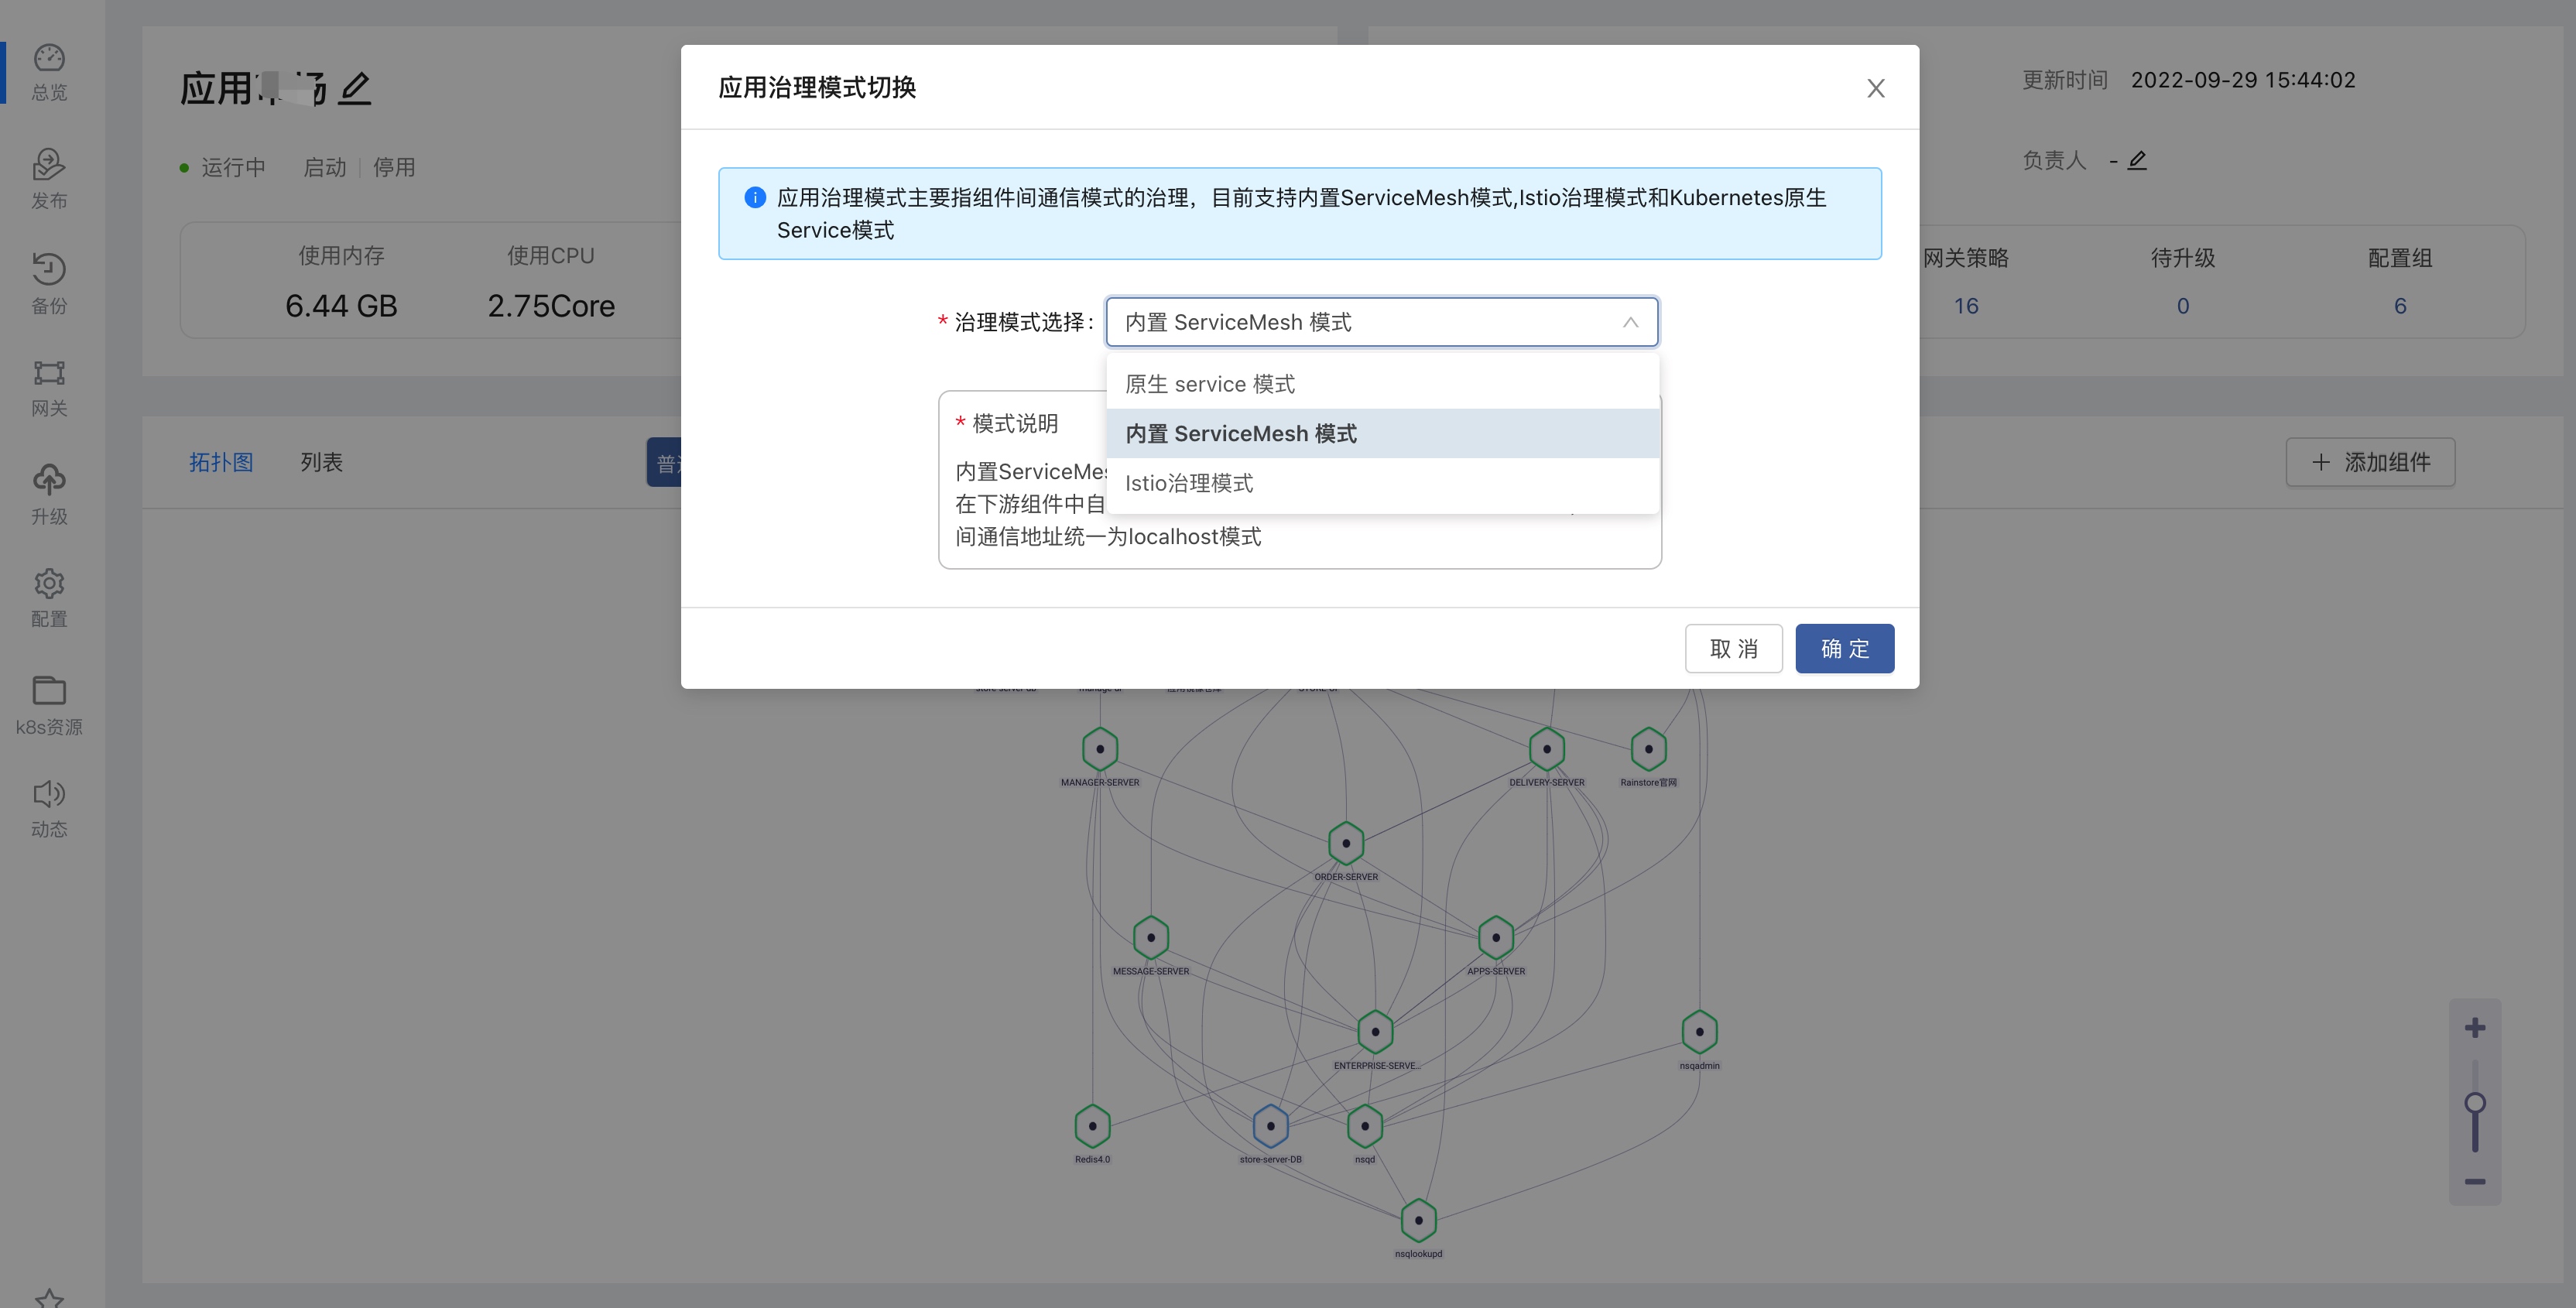 总览
发布
备份
网关
升级
配置
k8s资源
动态
应用
运行中 启动 停用
使用内存 使用CPU
6.44 GB 2.75Core
更新时间 2022-09-29 15:44:02
负责人 -
网关策略 待升级 配置组
16 0 6
拓扑图 列表
添加组件
应用治理模式切换
应用治理模式主要指组件间通信模式的治理，目前支持内置ServiceMesh模式,Istio治理模式和Kubernetes原生
Service模式
* 治理模式选择: 内置 ServiceMesh 模式
原生 service 模式
内置 ServiceMesh 模式
Istio治理模式
* 模式说明
内置ServiceMes
在下游组件中自
间通信地址统一为localhost模式
取 消 确 定
MANAGER-SERVER
DELIVERY-SERVER
Rainstore官网
ORDER-SERVER
MESSAGE-SERVER
APPS-SERVER
ENTERPRISE-SERVE...
nsqadmin
Redis4.0
store-server-DB
nsqd
nsqlookupd